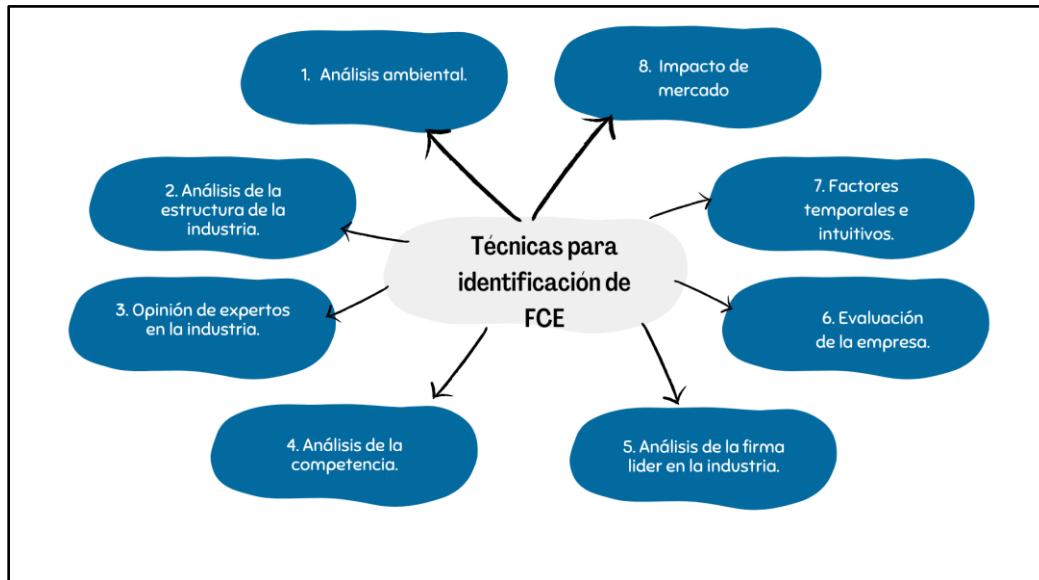 Técnicas para
identificación de
FCE
1. Análisis ambiental.
2. Análisis de la
estructura de la
industria.
3. Opinión de expertos
en la industria.
4. Análisis de la
competencia.
5. Análisis de la firma
lider en la industria.
6. Evaluación
de la empresa.
7. Factores
temporales e
intuitivos.
8. Impacto de
mercado